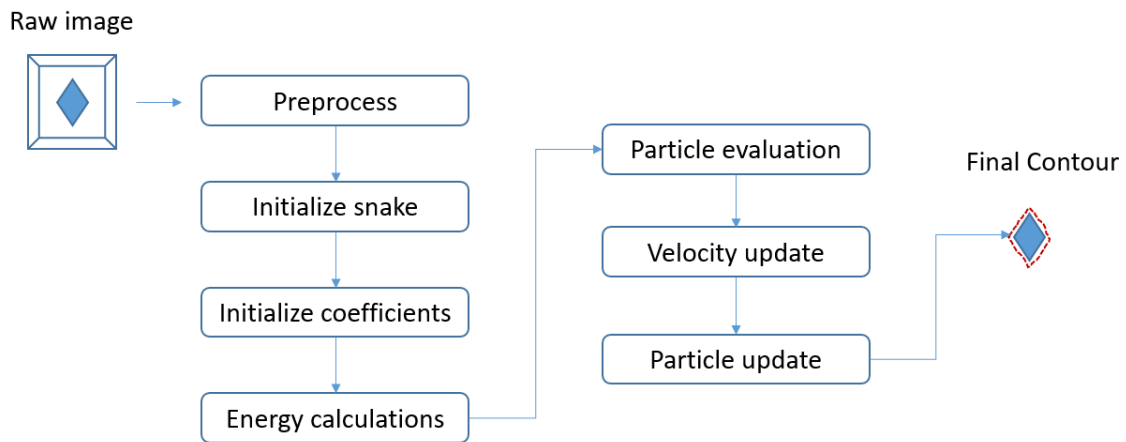 Raw image
Preprocess
Initialize snake
Initialize coefficients
Energy calculations
Particle evaluation
Velocity update
Particle update
Final Contour